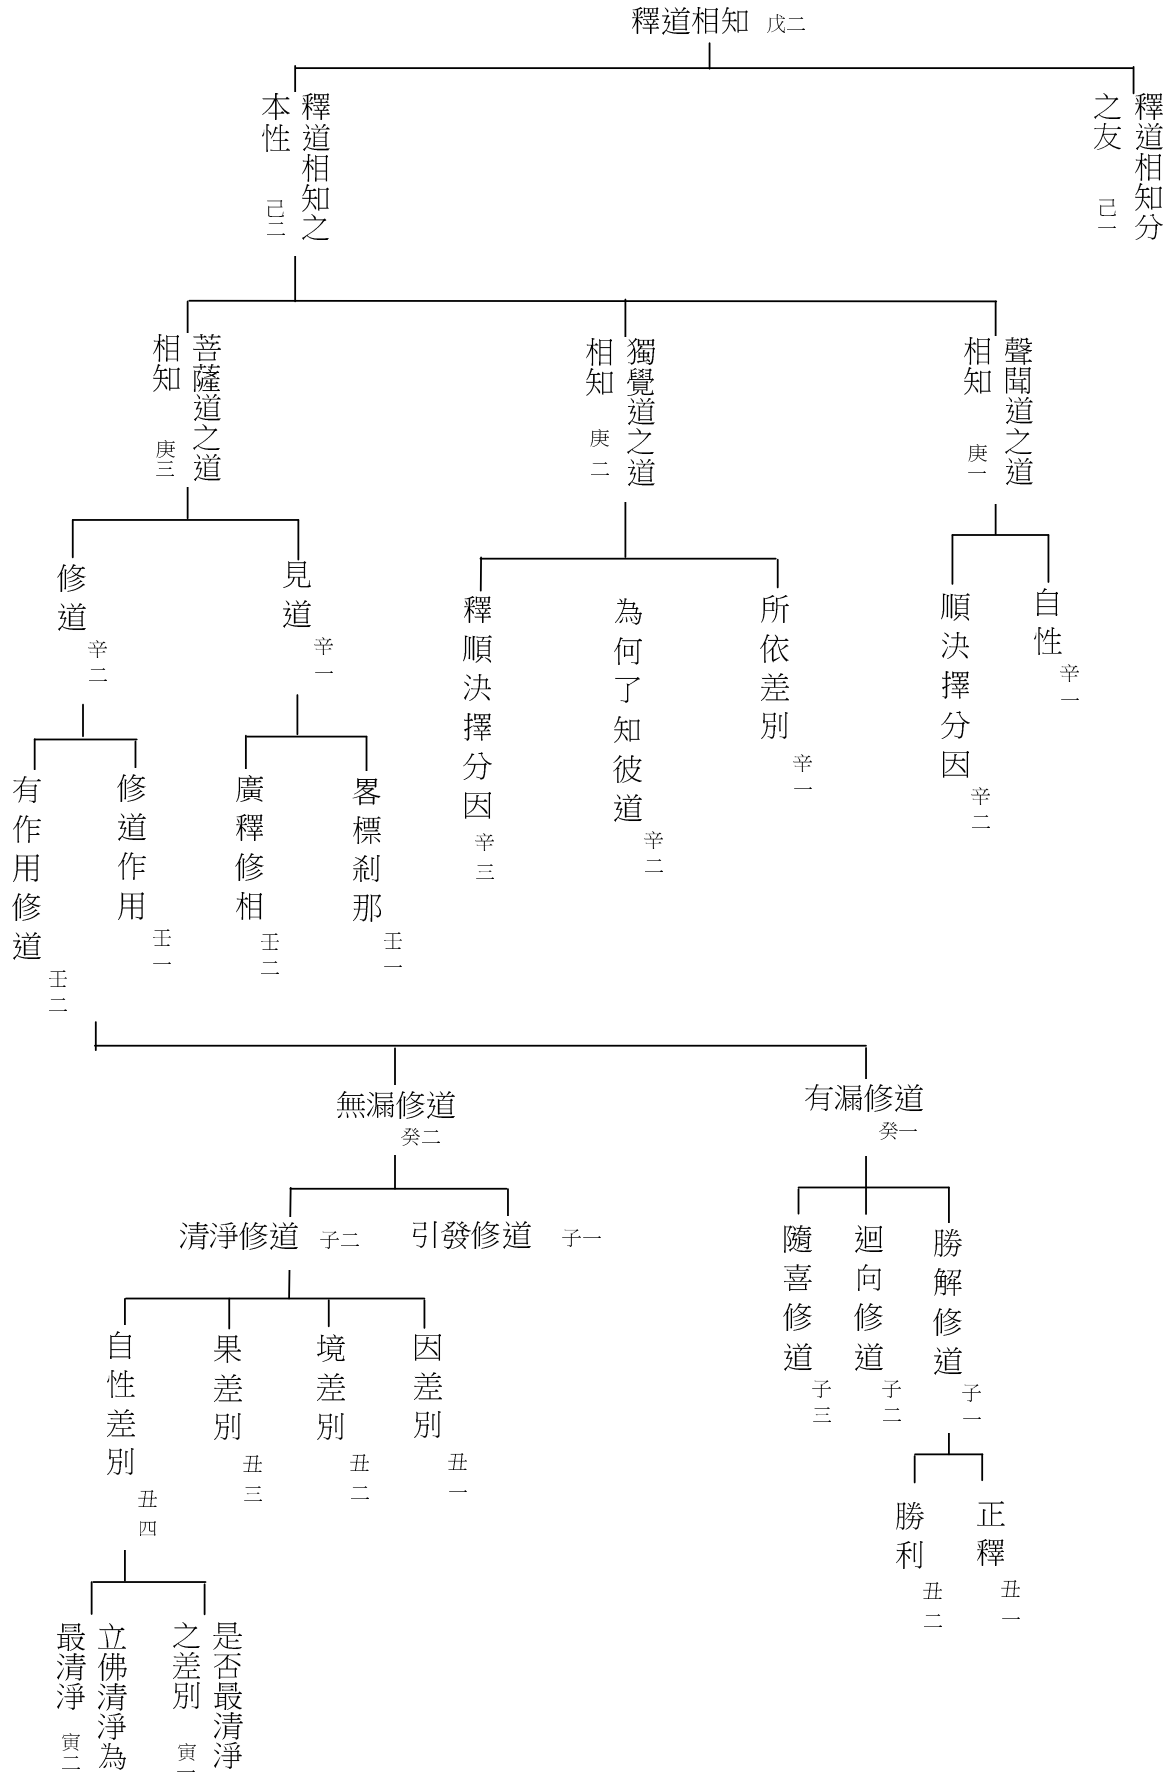 釋道相知 戊二
釋道相知分
之友 己一
釋道相知之
本性 己二
聲聞道之道
相知 庚一
獨覺道之道
相知 庚二
菩薩道之道
相知 庚三
自性 辛一
順決擇分因 辛二
所依差別 辛一
為何了知彼道 辛二
釋順決擇分因 辛三
見道 辛一
修道 辛二
畧標剎那 壬一
廣釋修相 壬二
修道作用 壬一
有作用修道 壬二
有漏修道
癸一
無漏修道
癸二
勝解修道 子一
迴向修道 子二
隨喜修道 子三
引發修道 子一
清淨修道 子二
正釋 丑一
勝利 丑二
因差別 丑一
境差別 丑二
果差別 丑三
自性差別 丑四
是否最清淨
之差別 寅一
立佛清淨為
最清淨 寅二